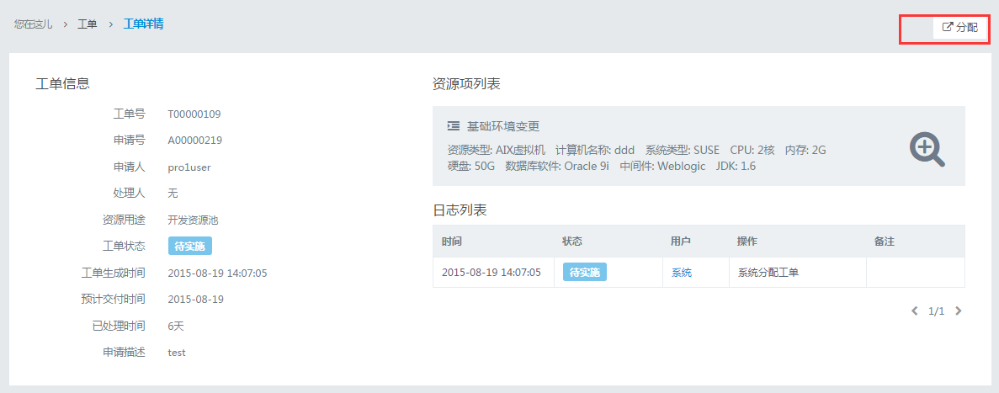 您在这儿 > 工单 > 工单详情
分配
工单信息
工单号 T00000109
申请号 A00000219
申请人 pro1user
处理人 无
资源用途 开发资源池
工单状态 待实施
工单生成时间 2015-08-19 14:07:05
预计交付时间 2015-08-19
已处理时间 6天
申请描述 test
资源项列表
基础环境变更
资源类型: AIX虚拟机 计算机名称: ddd 系统类型: SUSE CPU: 2核 内存: 2G
硬盘: 50G 数据库软件: Oracle 9i 中间件: Weblogic JDK: 1.6
日志列表
时间 状态 用户 操作 备注
2015-08-19 14:07:05 待实施 系统 系统分配工单
1/1